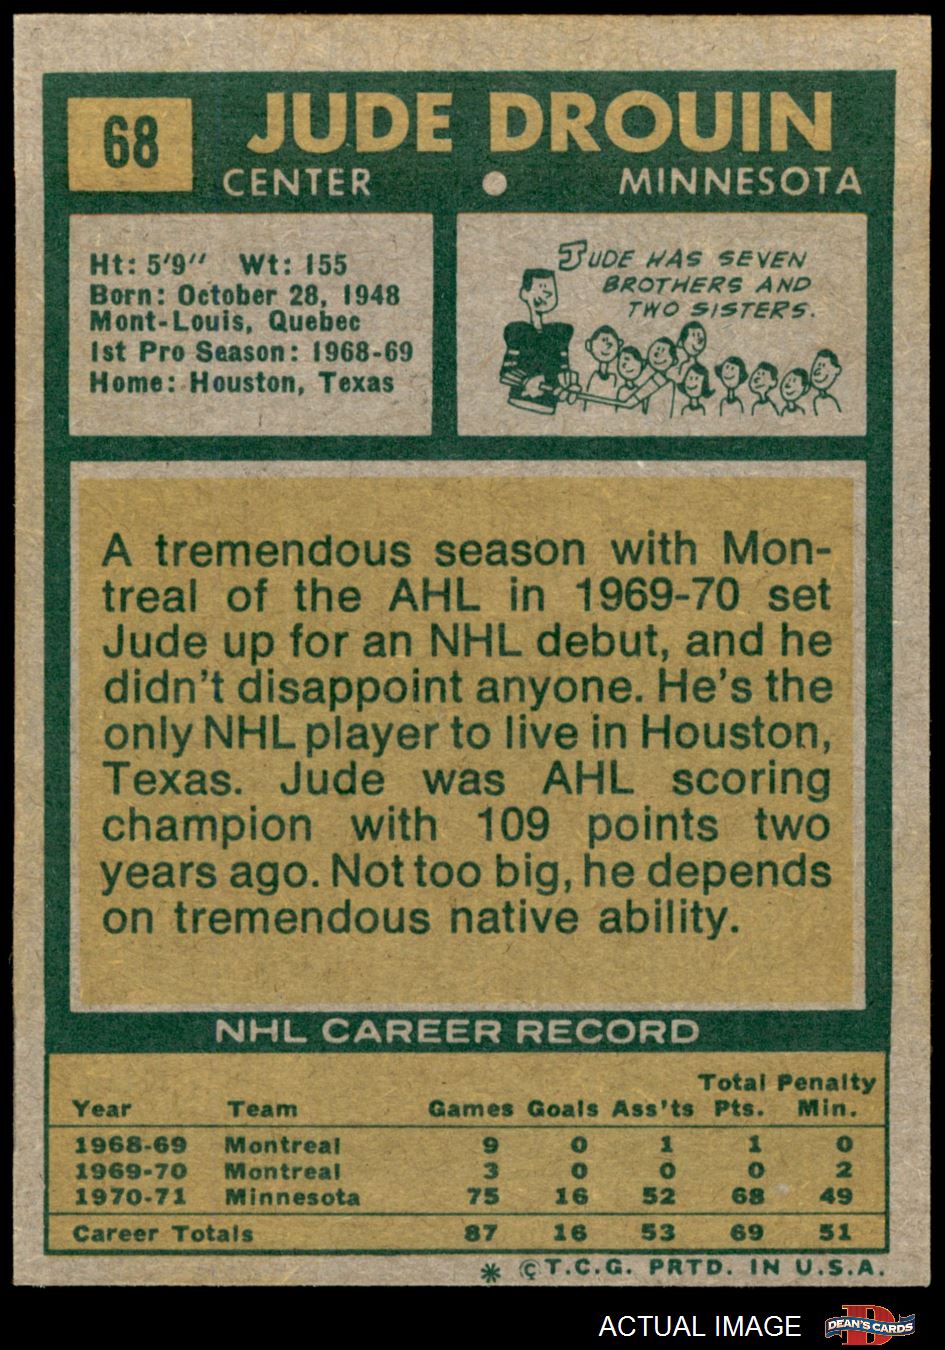 68
JUDE DROUIN
CENTER MINNESOTA
Ht: 5'9" Wt: 155
Born: October 28, 1948
Mont-Louis, Quebec
1st Pro Season: 1968-69
Home: Houston, Texas
JUDE HAS SEVEN
BROTHERS AND
TWO SISTERS.
A tremendous season with Mon-
treal of the AHL in 1969-70 set
Jude up for an NHL debut, and he
didn't disappoint anyone. He's the
only NHL player to live in Houston,
Texas. Jude was AHL scoring
champion with 109 points two
years ago. Not too big, he depends
on tremendous native ability.
NHL CAREER RECORD
Total Penalty
Year Team Games Goals Ass'ts Pts. Min.
1968-69 Montreal 9 0 1 1 0
1969-70 Montreal 3 0 0 0 2
1970-71 Minnesota 75 16 52 68 49
Career Totals 87 16 53 69 51
* © T.C.G. PRTD. IN U.S.A.
ACTUAL IMAGE D DEAN'S CARDS